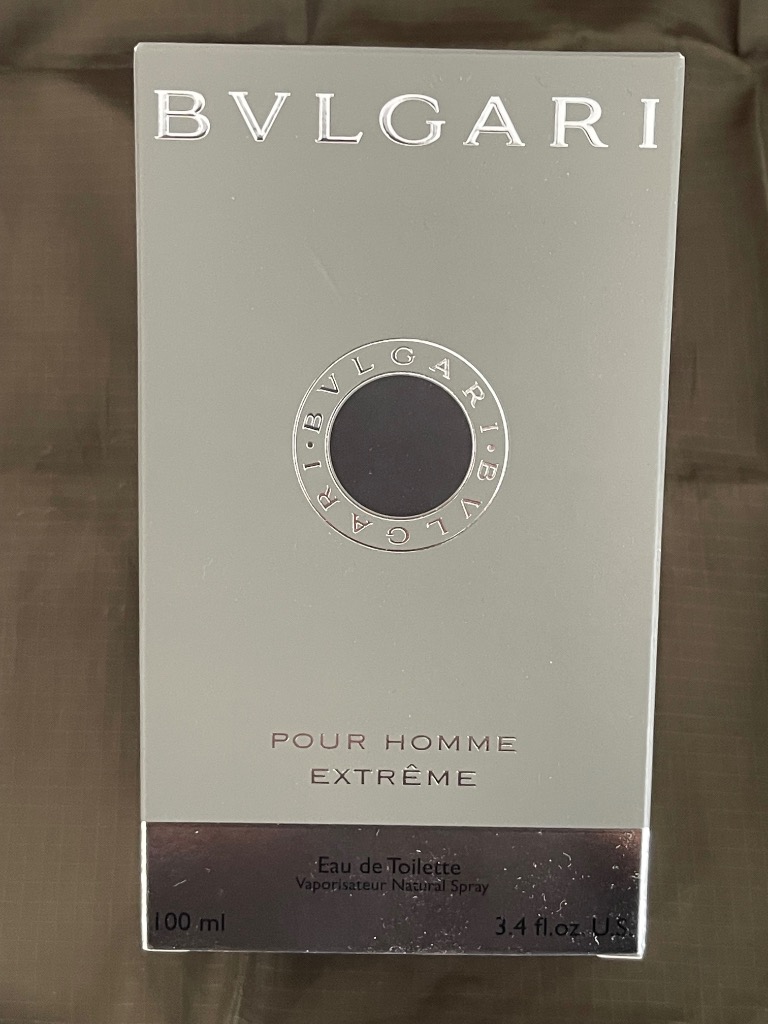 BVLGARI
BVLGARI · BVLGARI ·
POUR HOMME
EXTRÊME
Eau de Toilette
Vaporisateur Natural Spray
100 ml 3.4 fl.oz. U.S.